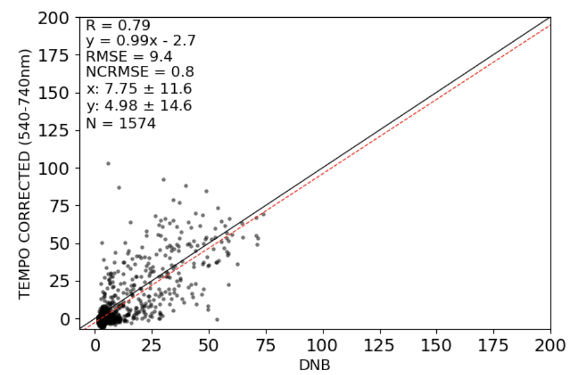 R = 0.79
y = 0.99x - 2.7
RMSE = 9.4
NCRMSE = 0.8
x: 7.75 ± 11.6
y: 4.98 ± 14.6
N = 1574
TEMPO CORRECTED (540-740nm)
200
175
150
125
100
75
50
25
0
0 25 50 75 100 125 150 175 200
DNB